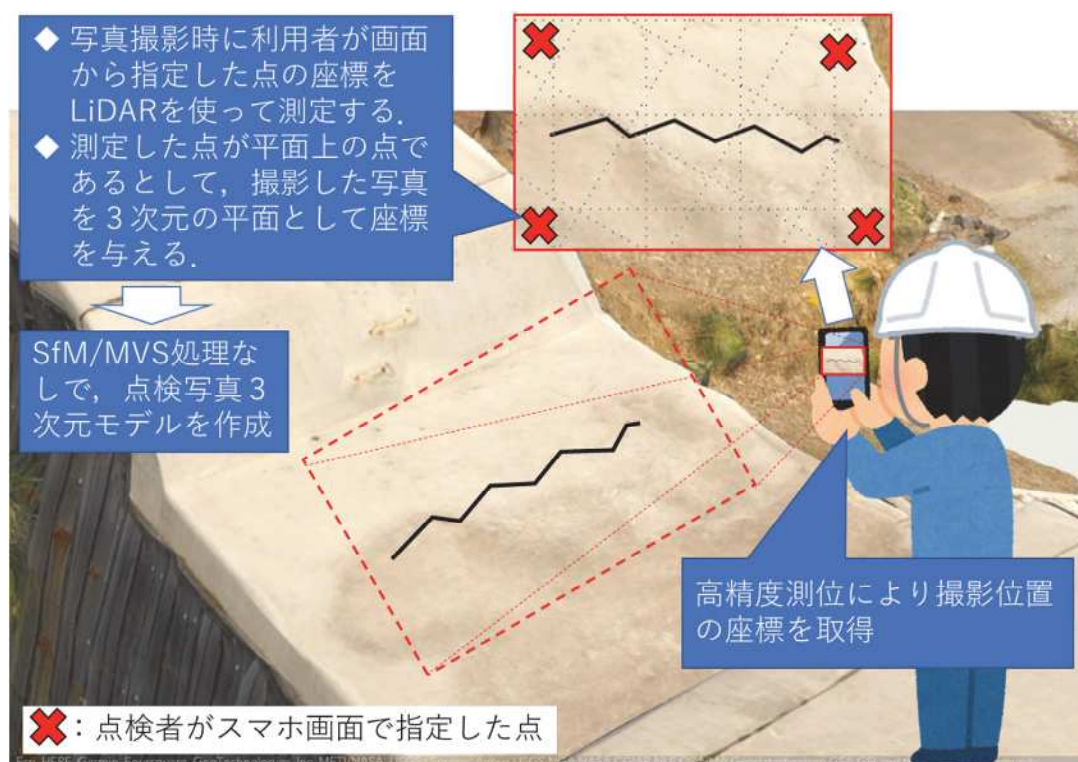 ◆ 写真撮影時に利用者が画面
から指定した点の座標を
LiDARを使って測定する.
◆ 測定した点が平面上の点で
あるとして，撮影した写真
を３次元の平面として座標
を与える.
SfM/MVS処理な
しで，点検写真３
次元モデルを作成
高精度測位により撮影位置
の座標を取得
：点検者がスマホ画面で指定した点